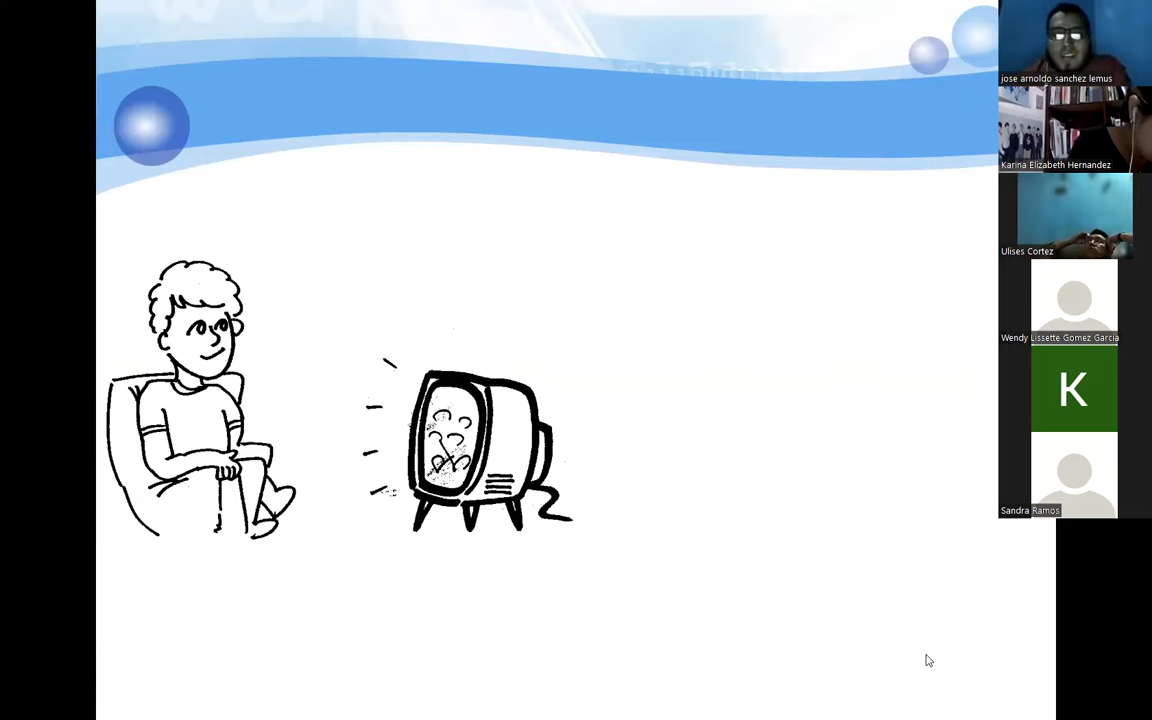 jose arnoldo sanchez lemus
Karina Elizabeth Hernandez
Ulises Cortez
Wendy Lissette Gomez Garcia
K
Sandra Ramos